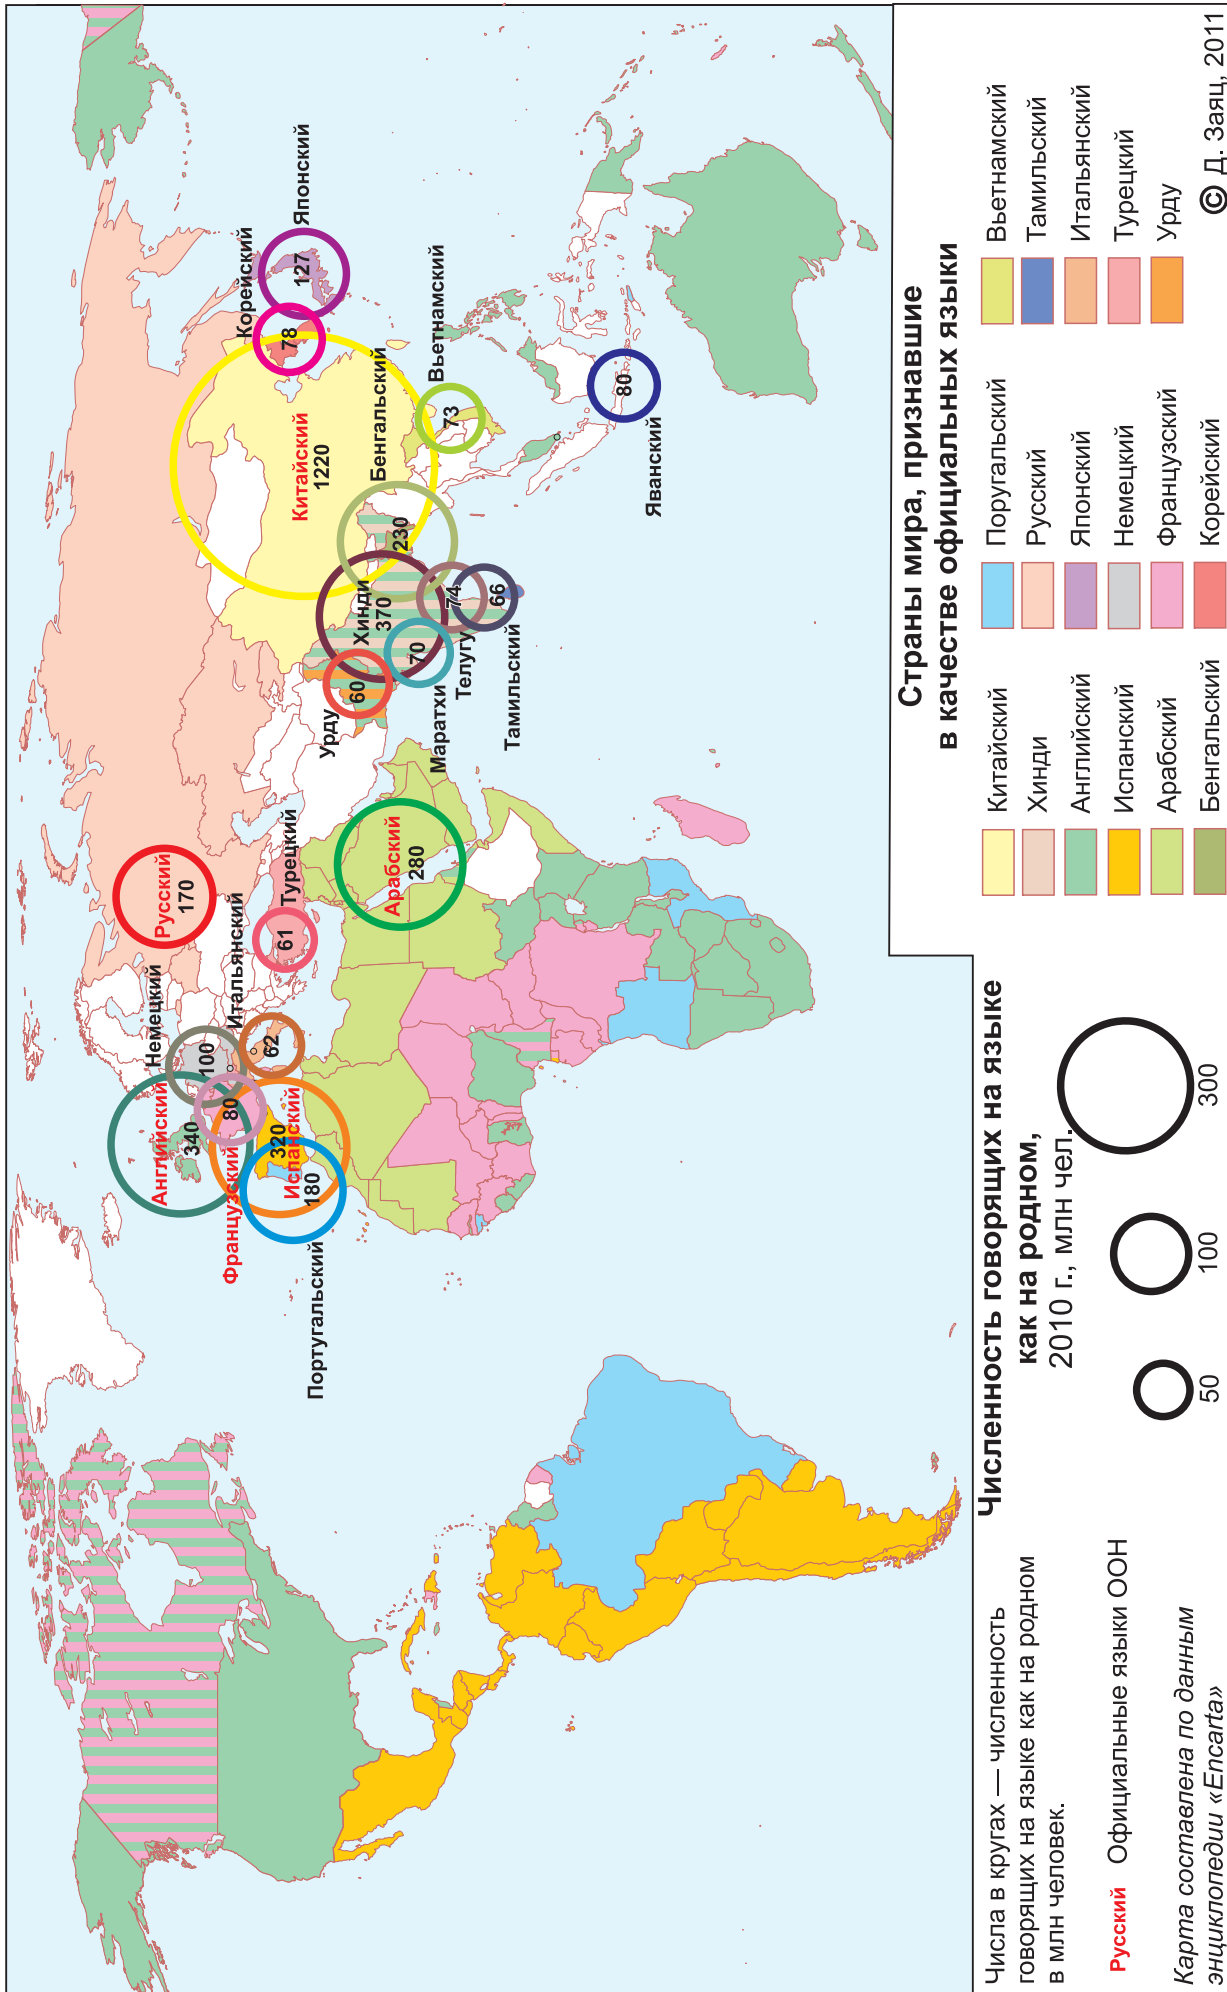 Английский
340
Немецкий
100
Русский
170
Французский
80
Итальянский
62
Испанский
320
Португальский
180
Турецкий
61
Арабский
280
Урду
60
Хинди
370
Маратхи
70
Телугу
74
Тамильский
66
Бенгальский
230
Китайский
1220
Корейский
78
Японский
127
Вьетнамский
73
Яванский
80
Числа в кругах — численность
говорящих на языке как на родном
в млн человек.
Русский Официальные языки ООН
Карта составлена по данным
энциклопедии «Encarta»
Численность говорящих на языке
как на родном,
2010 г., млн чел.
50
100
300
Страны мира, признавшие
в качестве официальных языки
Китайский
Хинди
Английский
Испанский
Арабский
Бенгальский
Поругальский
Русский
Японский
Немецкий
Французский
Корейский
Вьетнамский
Тамильский
Итальянский
Турецкий
Урду
© Д. Заяц, 2011